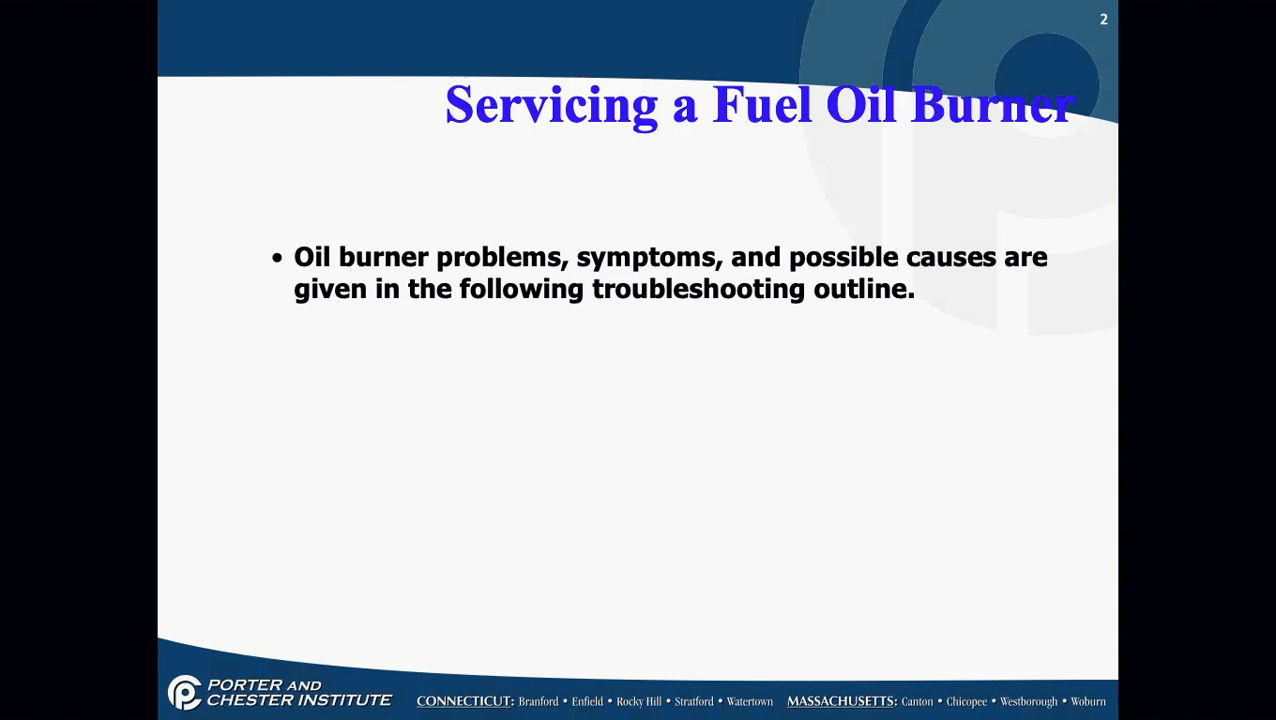 2
Servicing a Fuel Oil Burner
• Oil burner problems, symptoms, and possible causes are
given in the following troubleshooting outline.
PORTER AND
CHESTER INSTITUTE
CONNECTICUT: Branford • Enfield • Rocky Hill • Stratford • Watertown MASSACHUSETTS: Canton • Chicopee • Westborough • Woburn